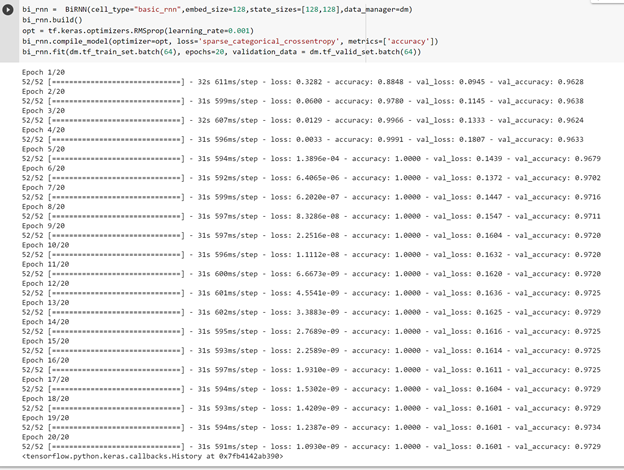 bi_rnn = BiRNN(cell_type="basic_rnn",embed_size=128,state_sizes=[128,128],data_manager=dm)
bi_rnn.build()
opt = tf.keras.optimizers.RMSprop(learning_rate=0.001)
bi_rnn.compile_model(optimizer=opt, loss='sparse_categorical_crossentropy', metrics=['accuracy'])
bi_rnn.fit(dm.tf_train_set.batch(64), epochs=20, validation_data = dm.tf_valid_set.batch(64))
Epoch 1/20
52/52 [==============================] - 32s 611ms/step - loss: 0.3282 - accuracy: 0.8848 - val_loss: 0.0945 - val_accuracy: 0.9628
Epoch 2/20
52/52 [==============================] - 31s 599ms/step - loss: 0.0600 - accuracy: 0.9780 - val_loss: 0.1145 - val_accuracy: 0.9638
Epoch 3/20
52/52 [==============================] - 32s 607ms/step - loss: 0.0129 - accuracy: 0.9966 - val_loss: 0.1333 - val_accuracy: 0.9624
Epoch 4/20
52/52 [==============================] - 31s 596ms/step - loss: 0.0033 - accuracy: 0.9991 - val_loss: 0.1807 - val_accuracy: 0.9633
Epoch 5/20
52/52 [==============================] - 31s 594ms/step - loss: 1.3896e-04 - accuracy: 1.0000 - val_loss: 0.1439 - val_accuracy: 0.9679
Epoch 6/20
52/52 [==============================] - 31s 592ms/step - loss: 6.4065e-06 - accuracy: 1.0000 - val_loss: 0.1372 - val_accuracy: 0.9702
Epoch 7/20
52/52 [==============================] - 31s 599ms/step - loss: 6.2020e-07 - accuracy: 1.0000 - val_loss: 0.1447 - val_accuracy: 0.9716
Epoch 8/20
52/52 [==============================] - 31s 597ms/step - loss: 8.3286e-08 - accuracy: 1.0000 - val_loss: 0.1547 - val_accuracy: 0.9711
Epoch 9/20
52/52 [==============================] - 31s 597ms/step - loss: 2.2516e-08 - accuracy: 1.0000 - val_loss: 0.1604 - val_accuracy: 0.9720
Epoch 10/20
52/52 [==============================] - 31s 596ms/step - loss: 1.1112e-08 - accuracy: 1.0000 - val_loss: 0.1632 - val_accuracy: 0.9720
Epoch 11/20
52/52 [==============================] - 31s 600ms/step - loss: 6.6673e-09 - accuracy: 1.0000 - val_loss: 0.1620 - val_accuracy: 0.9720
Epoch 12/20
52/52 [==============================] - 31s 601ms/step - loss: 4.5541e-09 - accuracy: 1.0000 - val_loss: 0.1636 - val_accuracy: 0.9725
Epoch 13/20
52/52 [==============================] - 31s 602ms/step - loss: 3.3883e-09 - accuracy: 1.0000 - val_loss: 0.1625 - val_accuracy: 0.9729
Epoch 14/20
52/52 [==============================] - 31s 595ms/step - loss: 2.7689e-09 - accuracy: 1.0000 - val_loss: 0.1616 - val_accuracy: 0.9725
Epoch 15/20
52/52 [==============================] - 31s 593ms/step - loss: 2.2589e-09 - accuracy: 1.0000 - val_loss: 0.1614 - val_accuracy: 0.9725
Epoch 16/20
52/52 [==============================] - 31s 597ms/step - loss: 1.9310e-09 - accuracy: 1.0000 - val_loss: 0.1611 - val_accuracy: 0.9725
Epoch 17/20
52/52 [==============================] - 31s 594ms/step - loss: 1.5302e-09 - accuracy: 1.0000 - val_loss: 0.1604 - val_accuracy: 0.9729
Epoch 18/20
52/52 [==============================] - 31s 593ms/step - loss: 1.4209e-09 - accuracy: 1.0000 - val_loss: 0.1601 - val_accuracy: 0.9729
Epoch 19/20
52/52 [==============================] - 31s 594ms/step - loss: 1.2387e-09 - accuracy: 1.0000 - val_loss: 0.1601 - val_accuracy: 0.9734
Epoch 20/20
52/52 [==============================] - 31s 591ms/step - loss: 1.0930e-09 - accuracy: 1.0000 - val_loss: 0.1601 - val_accuracy: 0.9729
<tensorflow.python.keras.callbacks.History at 0x7fb4142ab390>